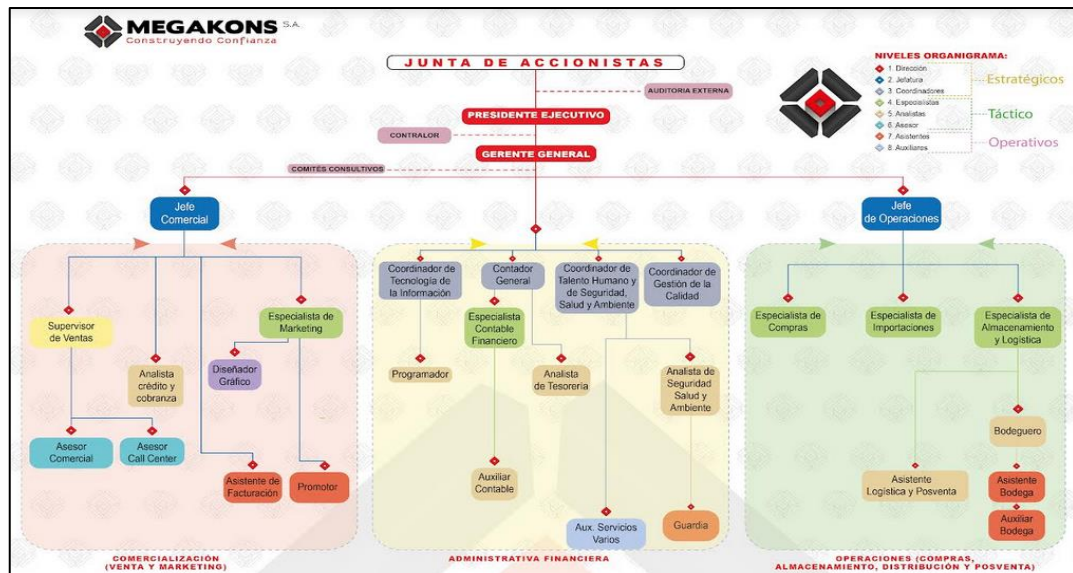 MEGAKONS S.A.
Construyendo Confianza
JUNTA DE ACCIONISTAS
AUDITORIA EXTERNA
PRESIDENTE EJECUTIVO
CONTRALOR
GERENTE GENERAL
COMITÉS CONSULTIVOS
NIVELES ORGANIGRAMA:
1. Dirección
2. Jefatura
3. Coordinadores
4. Especialistas
5. Analistas
6. Asesor
7. Asistentes
8. Auxiliares
Estratégicos
Táctico
Operativos
Jefe
Comercial
Jefe
de Operaciones
Supervisor
de Ventas
Analista
crédito y
cobranza
Diseñador
Gráfico
Especialista de
Marketing
Asesor
Comercial
Asesor
Call Center
Asistente de
Facturación
Promotor
COMERCIALIZACIÓN
(VENTA Y MARKETING)
Coordinador de
Tecnología de
la Información
Contador
General
Coordinador de
Talento Humano y
de Seguridad,
Salud y Ambiente
Coordinador de
Gestión de la
Calidad
Programador
Especialista
Contable
Financiero
Analista
de Tesorería
Analista de
Seguridad
Salud y
Ambiente
Auxiliar
Contable
Aux. Servicios
Varios
Guardia
ADMINISTRATIVA FINANCIERA
Especialista de
Compras
Especialista de
Importaciones
Especialista de
Almacenamiento
y Logística
Bodeguero
Asistente
Logística y Posventa
Asistente
Bodega
Auxiliar
Bodega
OPERACIONES (COMPRAS,
ALMACENAMIENTO, DISTRIBUCIÓN Y POSVENTA)